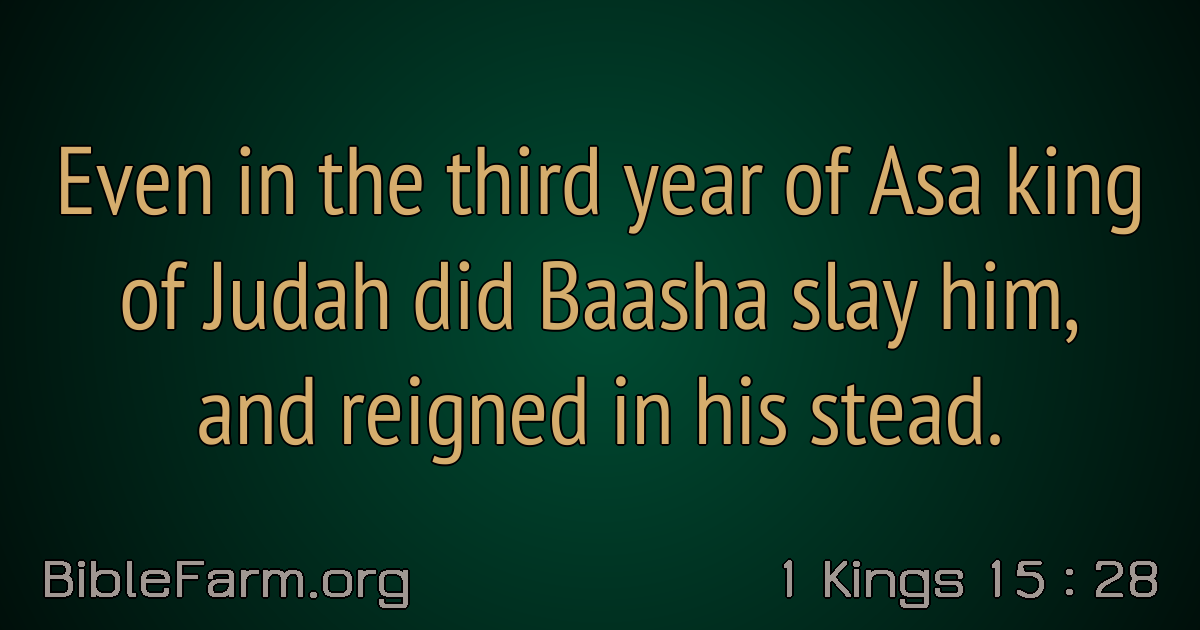 Even in the third year of Asa king
of Judah did Baasha slay him,
and reigned in his stead.
BibleFarm.org
1 Kings 15 : 28